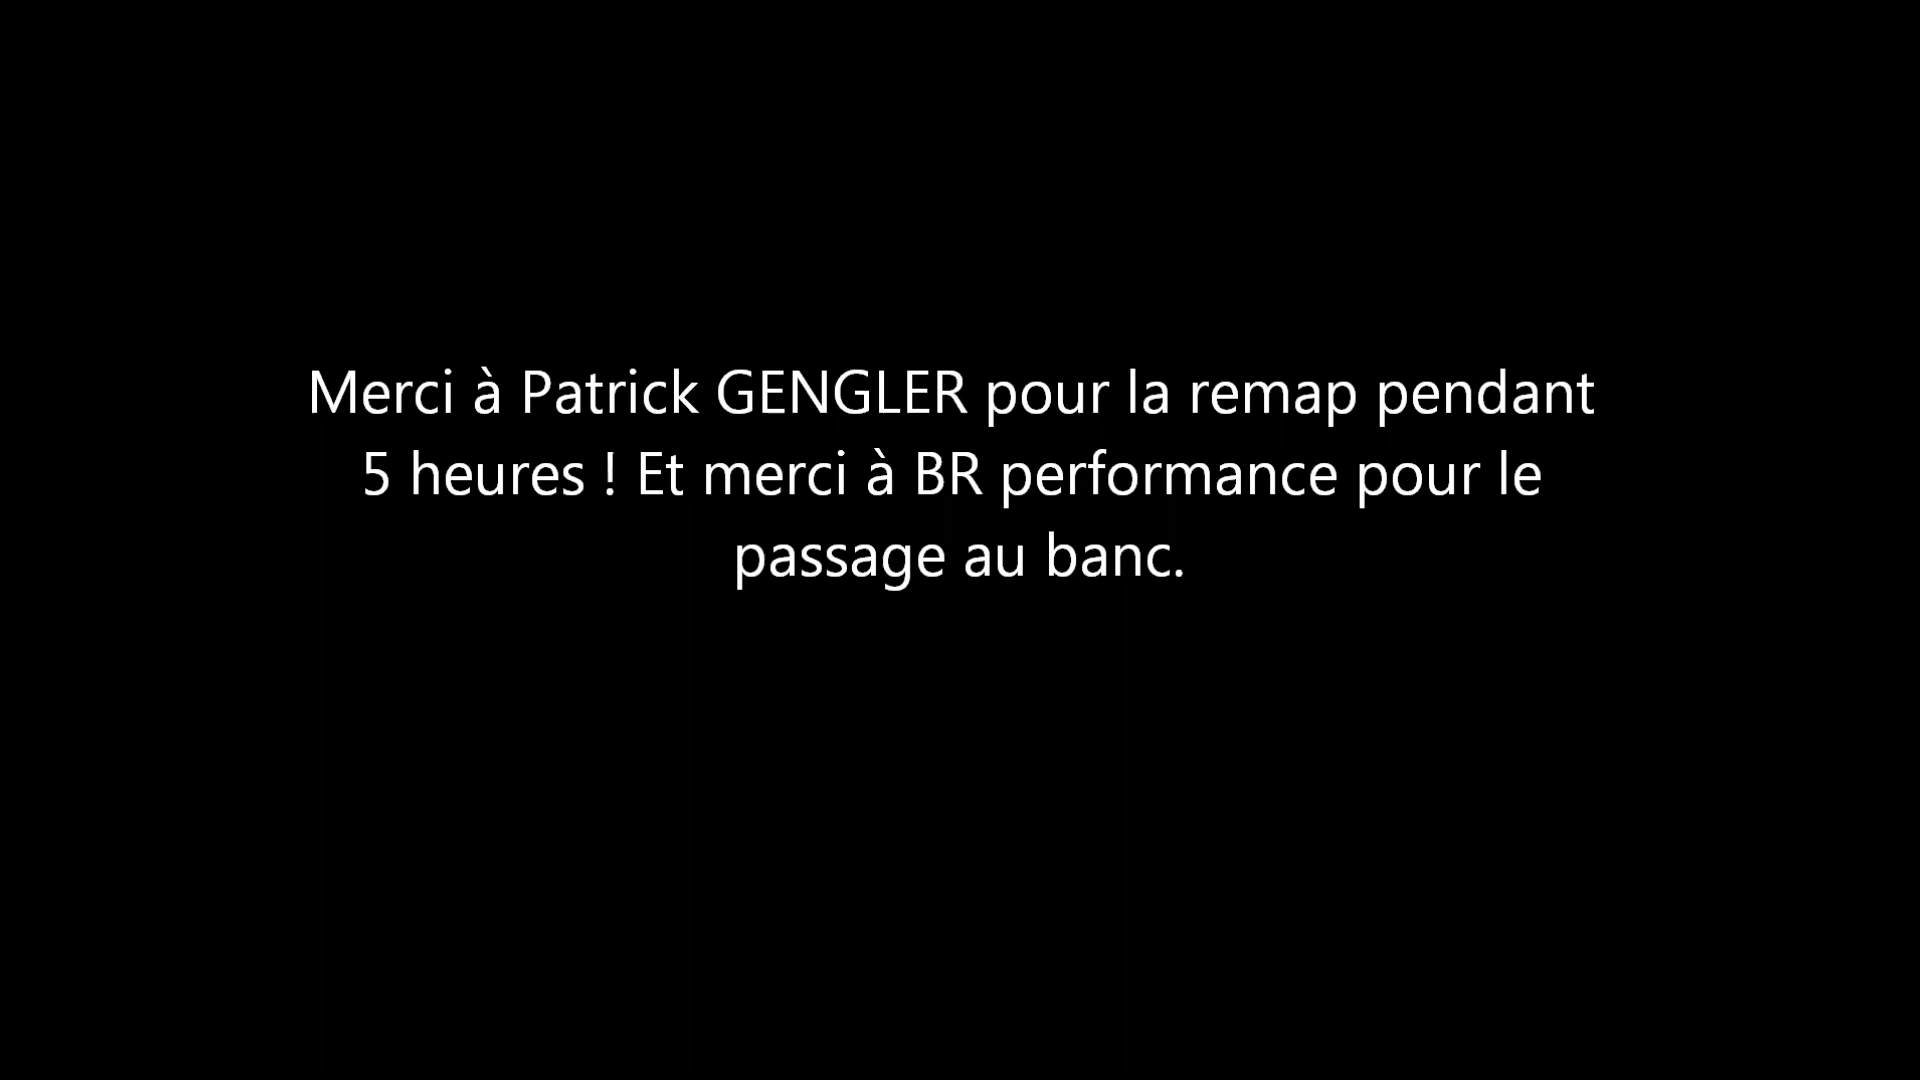 Merci à Patrick GENGLER pour la remap pendant
5 heures ! Et merci à BR performance pour le
passage au banc.